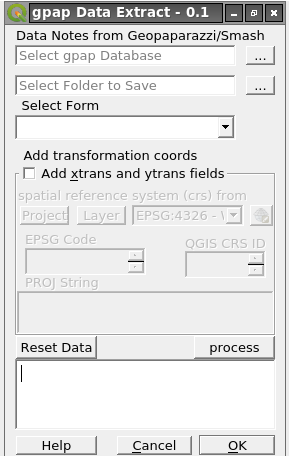 gpap Data Extract - 0.1
Data Notes from Geopaparazzi/Smash
Select gpap Database ...
Select Folder to Save ...
Select Form
Add transformation coords
Add xtrans and ytrans fields
spatial reference system (crs) from
Project Layer EPSG:4326 -
EPSG Code QGIS CRS ID
PROJ String
Reset Data process
Help Cancel OK